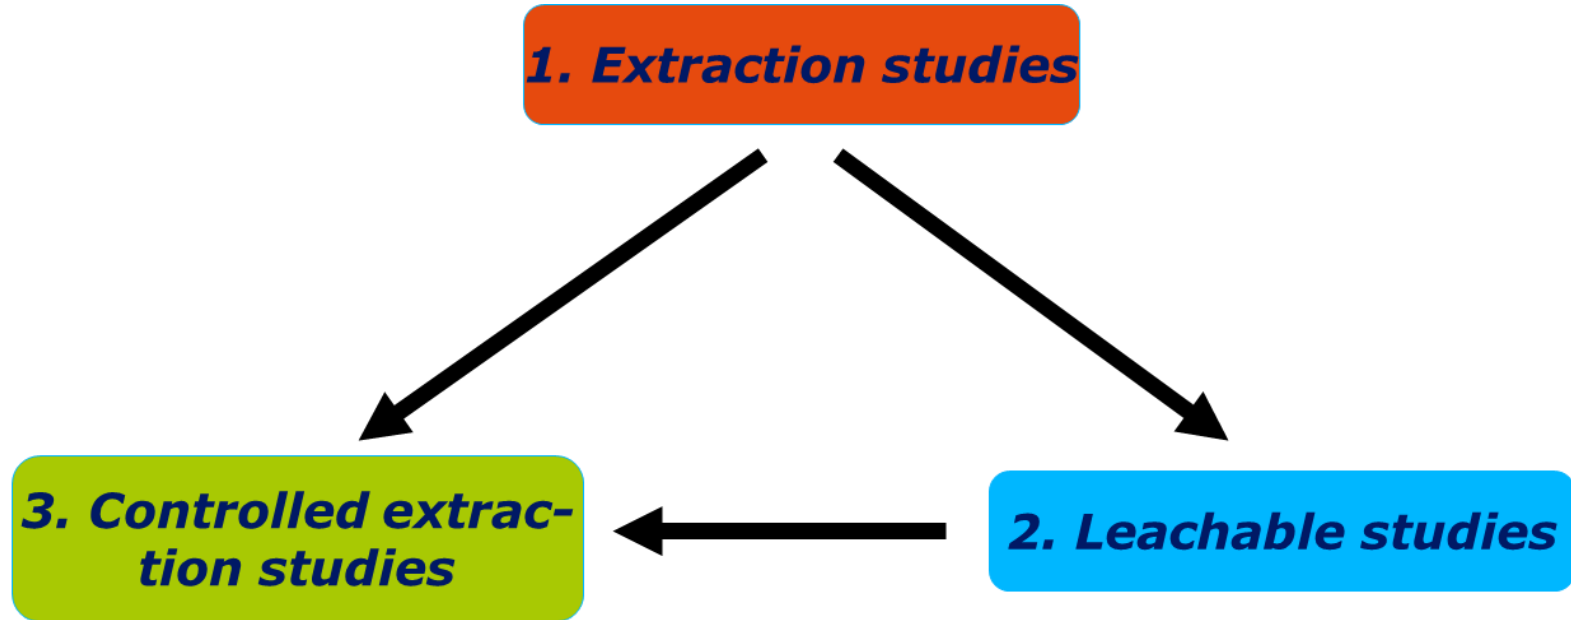 1. Extraction studies
3. Controlled extrac-
tion studies
2. Leachable studies